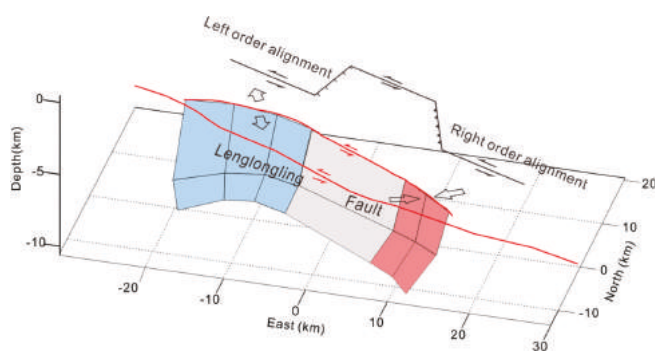 Left order alignment
Right order alignment
Lenglongling
Fault
Depth(km)
0
-5
-10
-20
-10
0
10
20
30
East (km)
20
10
0
-10
North (km)